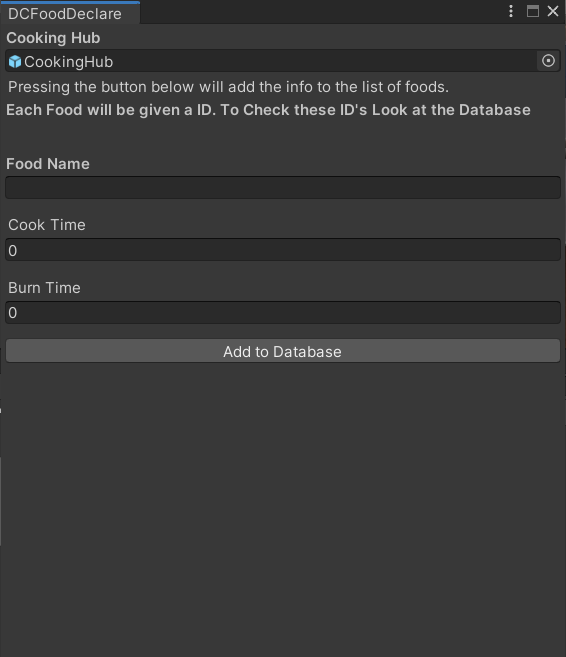 DCFoodDeclare
Cooking Hub
CookingHub
Pressing the button below will add the info to the list of foods.
Each Food will be given a ID. To Check these ID's Look at the Database
Food Name
Cook Time
0
Burn Time
0
Add to Database